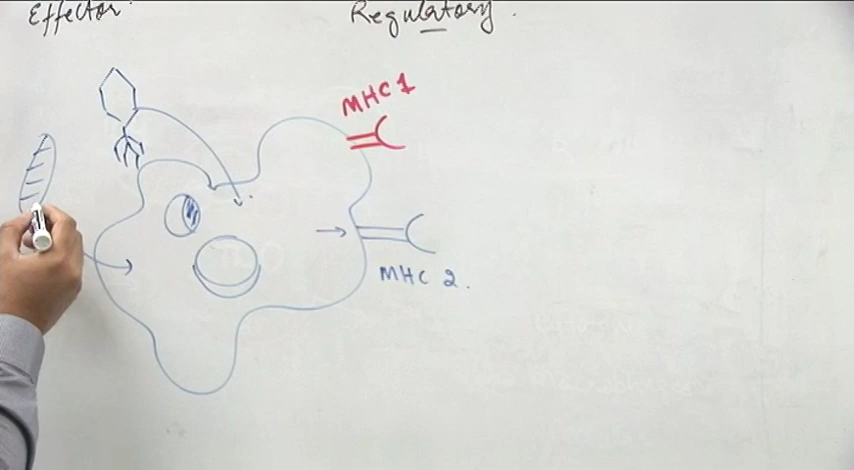 Effector
Regulatory.
MHC 1
MHC 2.